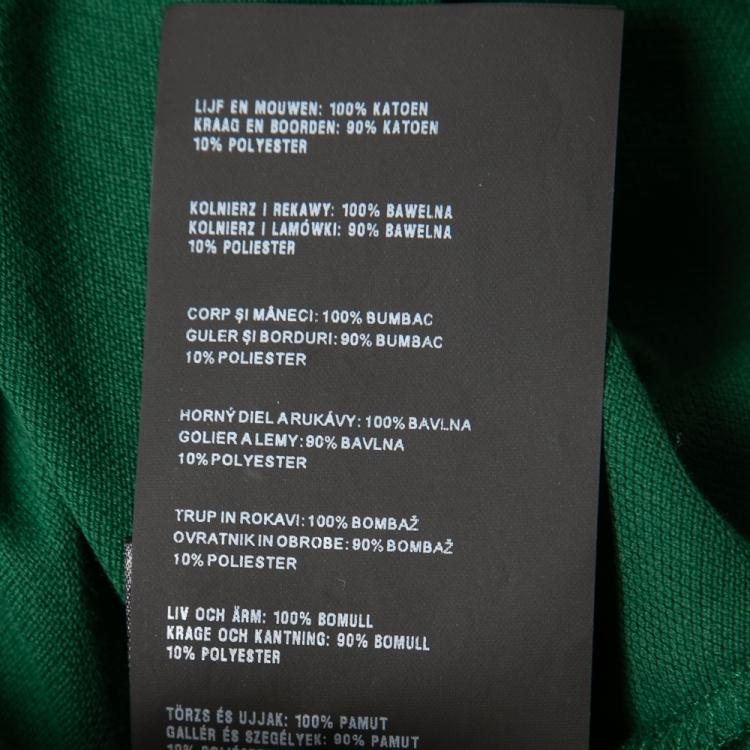 LIJF EN MOUWEN: 100% KATOEN
KRAAG EN BOORDEN: 90% KATOEN
10% POLYESTER
KOLNIERZ I REKAWY: 100% BAWELNA
KOLNIERZ I LAMÓWKI: 90% BAWELNA
10% POLIESTER
CORP ȘI MÂNECI: 100% BUMBAC
GULER ȘI BORDURI: 90% BUMBAC
10% POLIESTER
HORNÝ DIEL A RUKÁVY: 100% BAVLNA
GOLIER A LEMY: 90% BAVLNA
10% POLYESTER
TRUP IN ROKAVI: 100% BOMBAŽ
OVRATNIK IN OBROBE: 90% BOMBAŽ
10% POLIESTER
LIV OCH ÄRM: 100% BOMULL
KRAGE OCH KANTNING: 90% BOMULL
10% POLYESTER
TÖRZS ÉS UJJAK: 100% PAMUT
GALLÉR ÉS SZEGÉLYEK: 90% PAMUT
10%